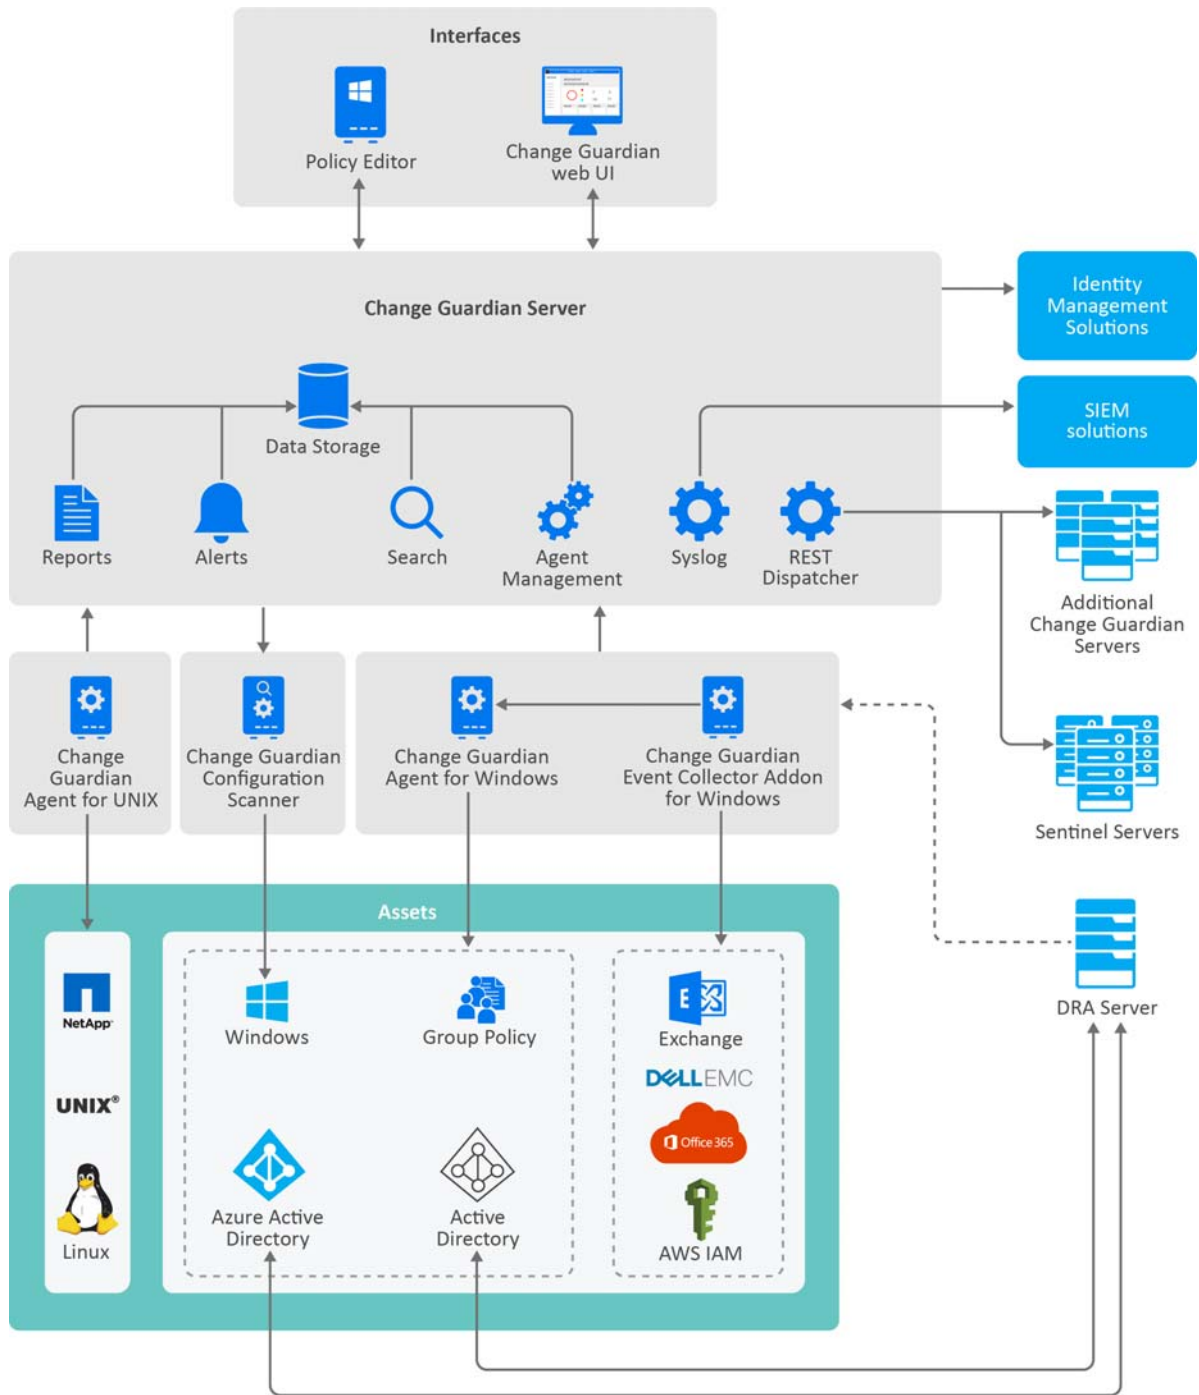 Interfaces
Policy Editor
Change Guardian
web UI
Change Guardian Server
Identity
Management
Solutions
SIEM
solutions
Data Storage
Reports
Alerts
Search
Agent
Management
Syslog
REST
Dispatcher
Additional
Change Guardian
Servers
Change
Guardian
Agent for UNIX
Change Guardian
Configuration
Scanner
Change Guardian
Agent for Windows
Change Guardian
Event Collector Addon
for Windows
Sentinel Servers
Assets
NetApp
UNIX®
Linux
Windows
Group Policy
Azure Active
Directory
Active
Directory
E
Exchange
DELLEMC
Office 365
AWS IAM
DRA Server